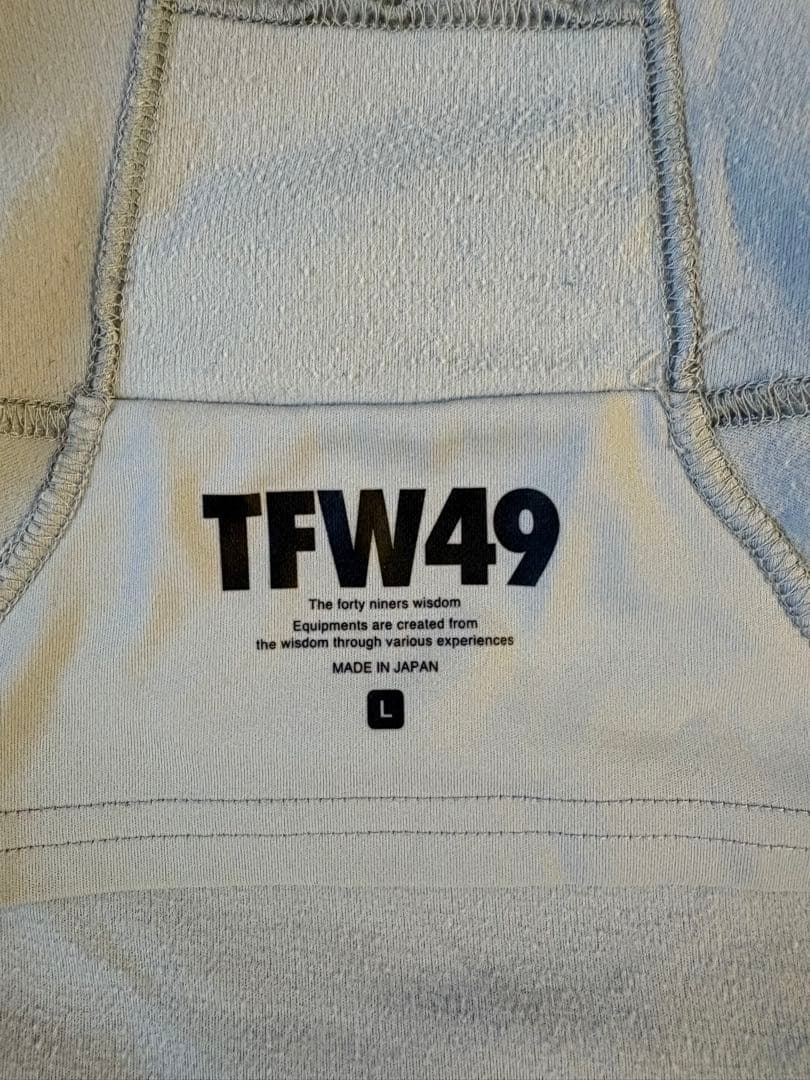 TFW49
The forty niners wisdom
Equipments are created from
the wisdom through various experiences
MADE IN JAPAN
L